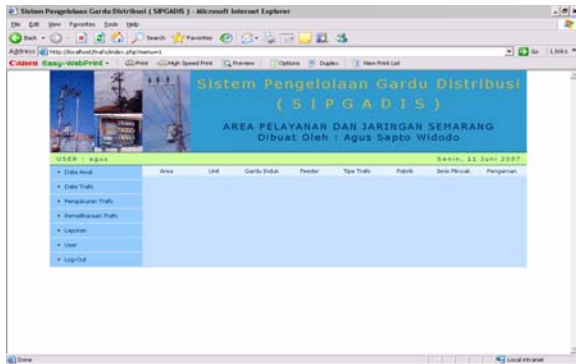 Sistem Pengelolaan Gardu Distribusi ( SIPGADIS ) - Microsoft Internet Explorer
File Edit View Favorites Tools Help
Back Search Favorites
Address http://localhost/trafo/index.php?menu=1 Go Links
Canon Easy-WebPrint Print High Speed Print Preview Options Duplex View Print List
Sistem Pengelolaan Gardu Distribusi
( S I P G A D I S )
AREA PELAYANAN DAN JARINGAN SEMARANG
Dibuat Oleh : Agus Sapto Widodo
USER : agus Senin, 11 Juni 2007
Data Awal Area Unit Gardu Induk Feeder Tipe Trafo Pabrik Jenis Minyak Pengaman
Data Trafo
Pengukuran Trafo
Pemeliharaan Trafo
Laporan
User
Log-Out
Done Local intranet